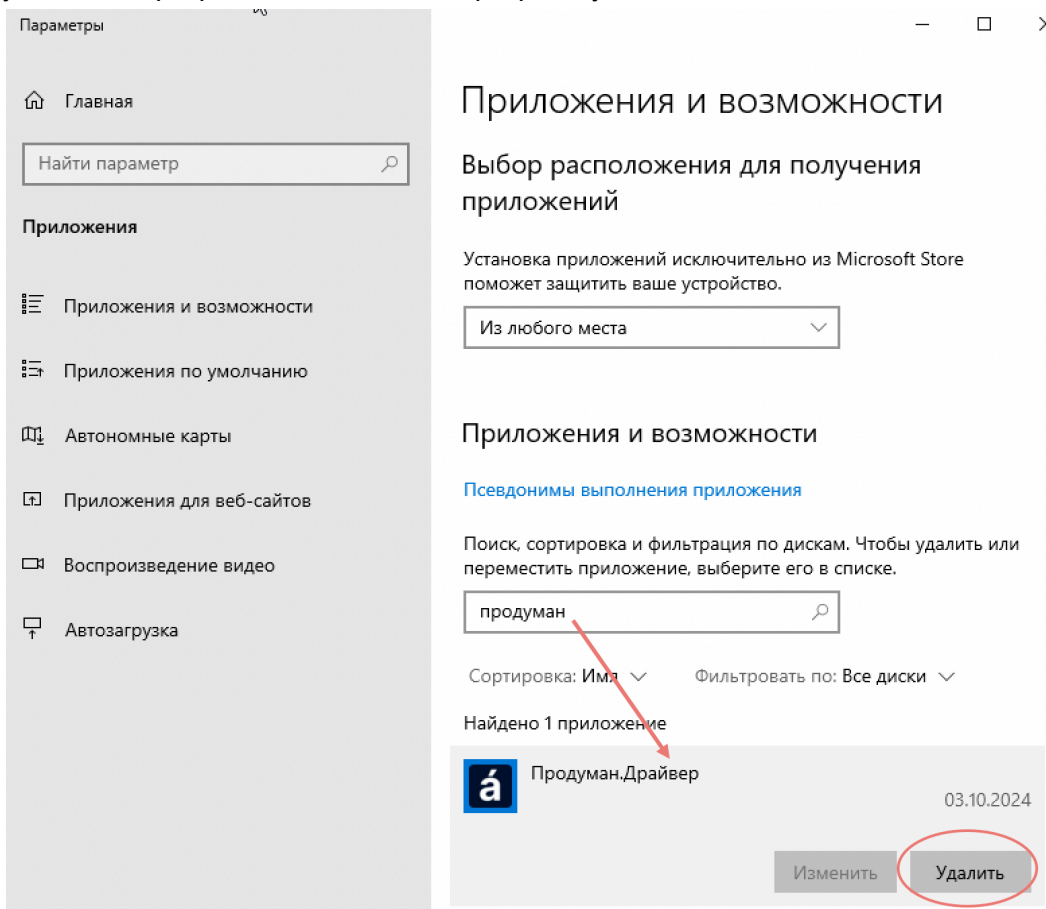 Параметры
Главная
Найти параметр
Приложения
Приложения и возможности
Приложения по умолчанию
Автономные карты
Приложения для веб-сайтов
Воспроизведение видео
Автозагрузка
Приложения и возможности
Выбор расположения для получения
приложений
Установка приложений исключительно из Microsoft Store
поможет защитить ваше устройство.
Из любого места
Приложения и возможности
Псевдонимы выполнения приложения
Поиск, сортировка и фильтрация по дискам. Чтобы удалить или
переместить приложение, выберите его в списке.
продуман
Сортировка: Имя Фильтровать по: Все диски
Найдено 1 приложение
á Продуман.Драйвер
03.10.2024
Изменить Удалить